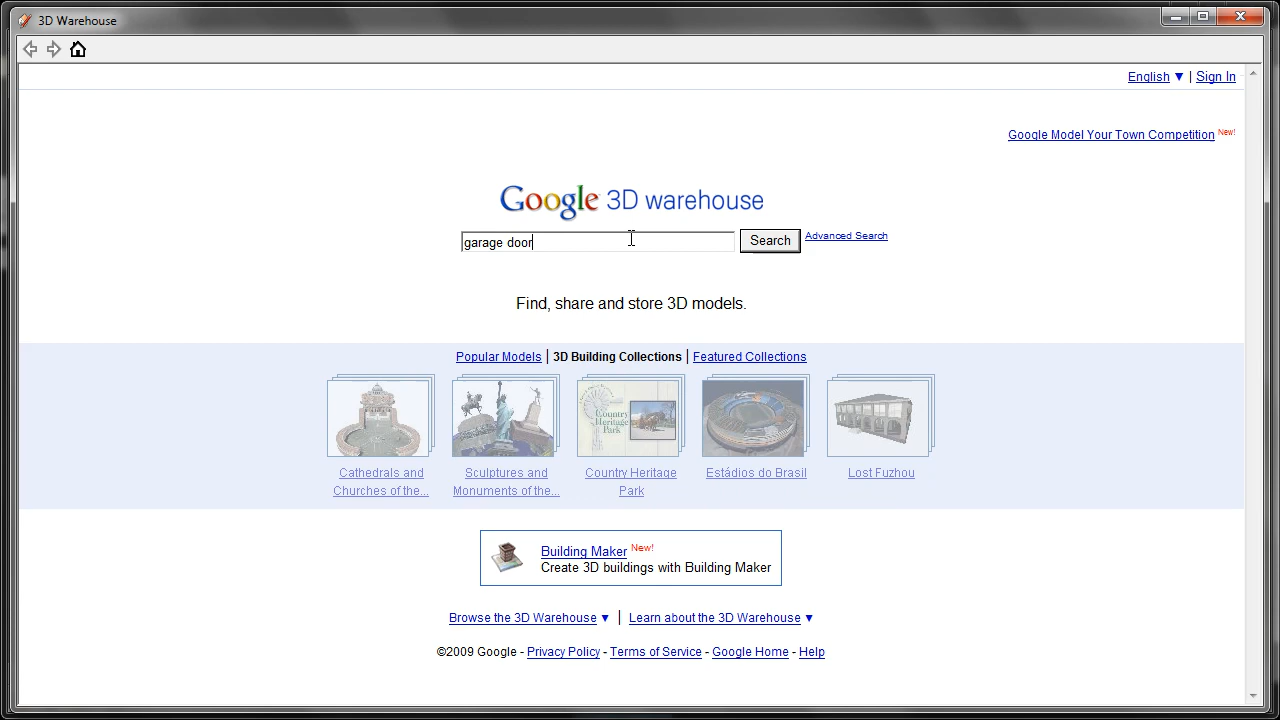 3D Warehouse
English ▼ | Sign In
Google Model Your Town Competition New!
Google 3D warehouse
garage door Search Advanced Search
Find, share and store 3D models.
Popular Models | 3D Building Collections | Featured Collections
Country Heritage Park
Cathedrals and Churches of the...
Sculptures and Monuments of the...
Country Heritage Park
Estádios do Brasil
Lost Fuzhou
Building Maker New!
Create 3D buildings with Building Maker
Browse the 3D Warehouse ▼ | Learn about the 3D Warehouse ▼
©2009 Google - Privacy Policy - Terms of Service - Google Home - Help